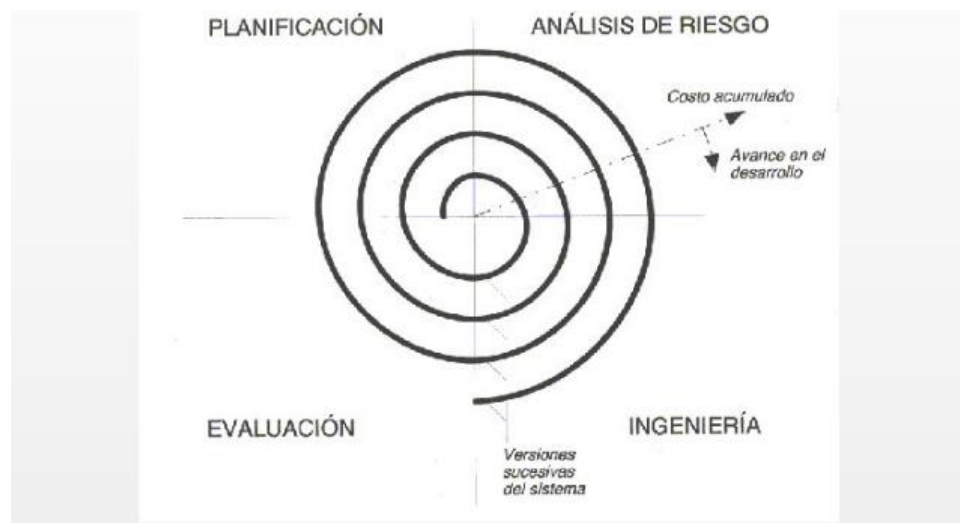 PLANIFICACIÓN
ANÁLISIS DE RIESGO
Costo acumulado
Avance en el
desarrollo
EVALUACIÓN
INGENIERÍA
Versiones
sucesivas
del sistema